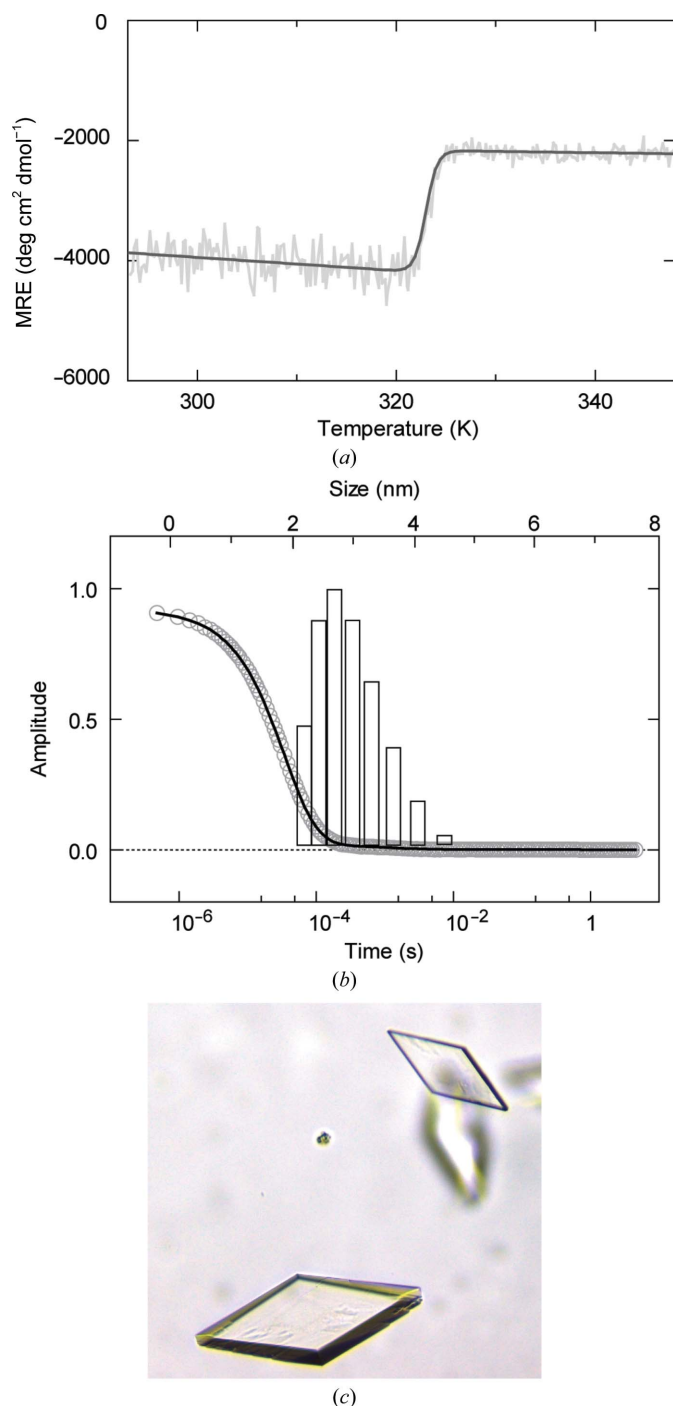 0
−2000
−4000
−6000
MRE (deg cm² dmol⁻¹)
300 320 340
Temperature (K)
(a)
Size (nm)
0 2 4 6 8
1.0
0.5
0.0
Amplitude
10⁻⁶ 10⁻⁴ 10⁻² 1
Time (s)
(b)
(c)